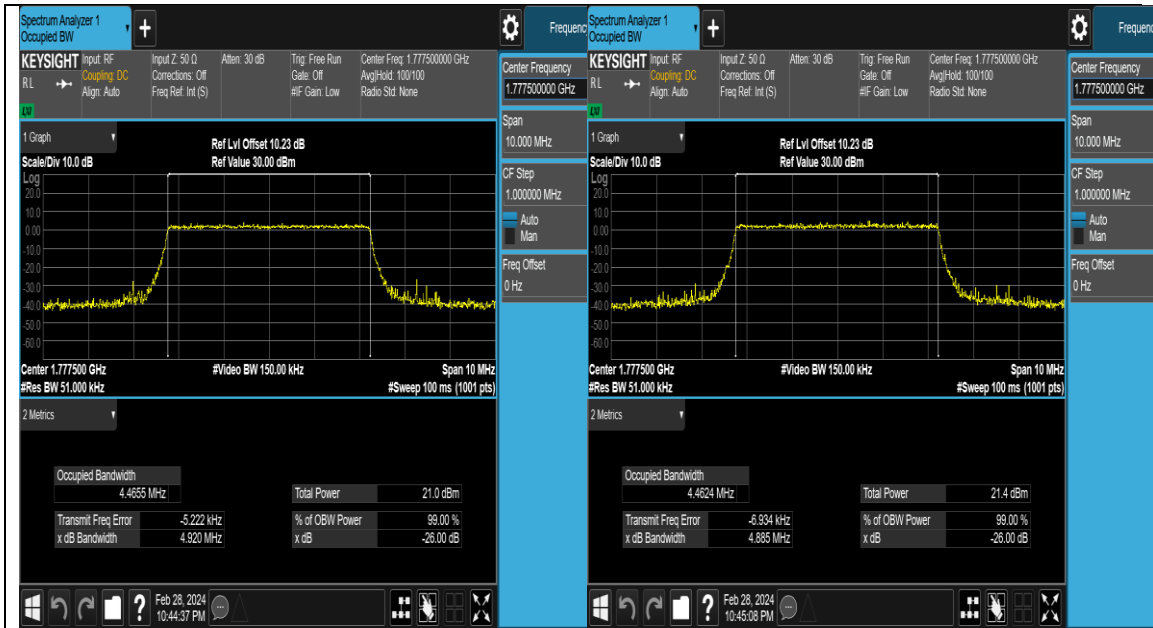 Spectrum Analyzer 1
Occupied BW
+
Frequenc
KEYSIGHT
RL
LXI
Input: RF
Coupling: DC
Align: Auto
Input Z: 50 Ω
Corrections: Off
Freq Ref: Int (S)
Atten: 30 dB
Trig: Free Run
Gate: Off
#IF Gain: Low
Center Freq: 1.777500000 GHz
Avg|Hold: 100/100
Radio Std: None
Center Frequency
1.777500000 GHz
Span
10.000 MHz
CF Step
1.000000 MHz
Auto
Man
Freq Offset
0 Hz
1 Graph
Scale/Div 10.0 dB
Ref Lvl Offset 10.23 dB
Ref Value 30.00 dBm
Log
20.0
10.0
0.00
-10.0
-20.0
-30.0
-40.0
-50.0
-60.0
Center 1.777500 GHz
#Res BW 51.000 kHz
#Video BW 150.00 kHz
Span 10 MHz
#Sweep 100 ms (1001 pts)
2 Metrics
Occupied Bandwidth
4.4655 MHz
Total Power 21.0 dBm
Transmit Freq Error -5.222 kHz
% of OBW Power 99.00 %
x dB Bandwidth 4.920 MHz
x dB -26.00 dB
?
Feb 28, 2024
10:44:37 PM
Spectrum Analyzer 1
Occupied BW
+
Frequenc
KEYSIGHT
RL
LXI
Input: RF
Coupling: DC
Align: Auto
Input Z: 50 Ω
Corrections: Off
Freq Ref: Int (S)
Atten: 30 dB
Trig: Free Run
Gate: Off
#IF Gain: Low
Center Freq: 1.777500000 GHz
Avg|Hold: 100/100
Radio Std: None
Center Frequency
1.777500000 GHz
Span
10.000 MHz
CF Step
1.000000 MHz
Auto
Man
Freq Offset
0 Hz
1 Graph
Scale/Div 10.0 dB
Ref Lvl Offset 10.23 dB
Ref Value 30.00 dBm
Log
20.0
10.0
0.00
-10.0
-20.0
-30.0
-40.0
-50.0
-60.0
Center 1.777500 GHz
#Res BW 51.000 kHz
#Video BW 150.00 kHz
Span 10 MHz
#Sweep 100 ms (1001 pts)
2 Metrics
Occupied Bandwidth
4.4624 MHz
Total Power 21.4 dBm
Transmit Freq Error -6.934 kHz
% of OBW Power 99.00 %
x dB Bandwidth 4.885 MHz
x dB -26.00 dB
?
Feb 28, 2024
10:45:08 PM